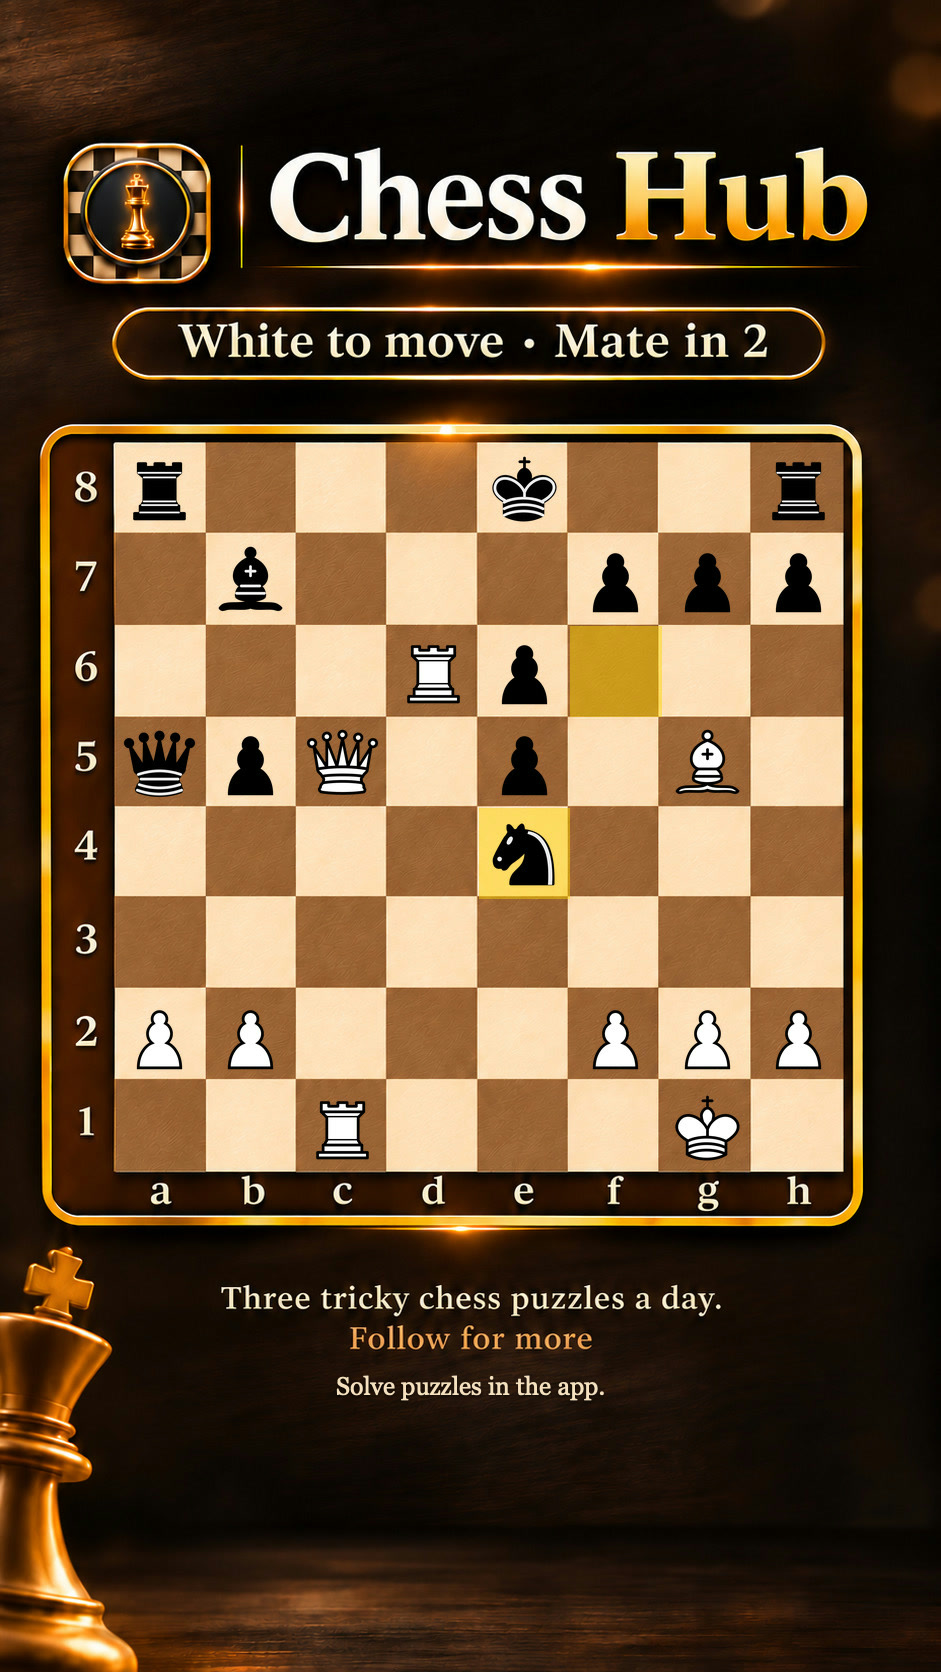 Chess Hub
White to move • Mate in 2
8
7
6
5
4
3
2
1
a b c d e f g h
Three tricky chess puzzles a day.
Follow for more
Solve puzzles in the app.